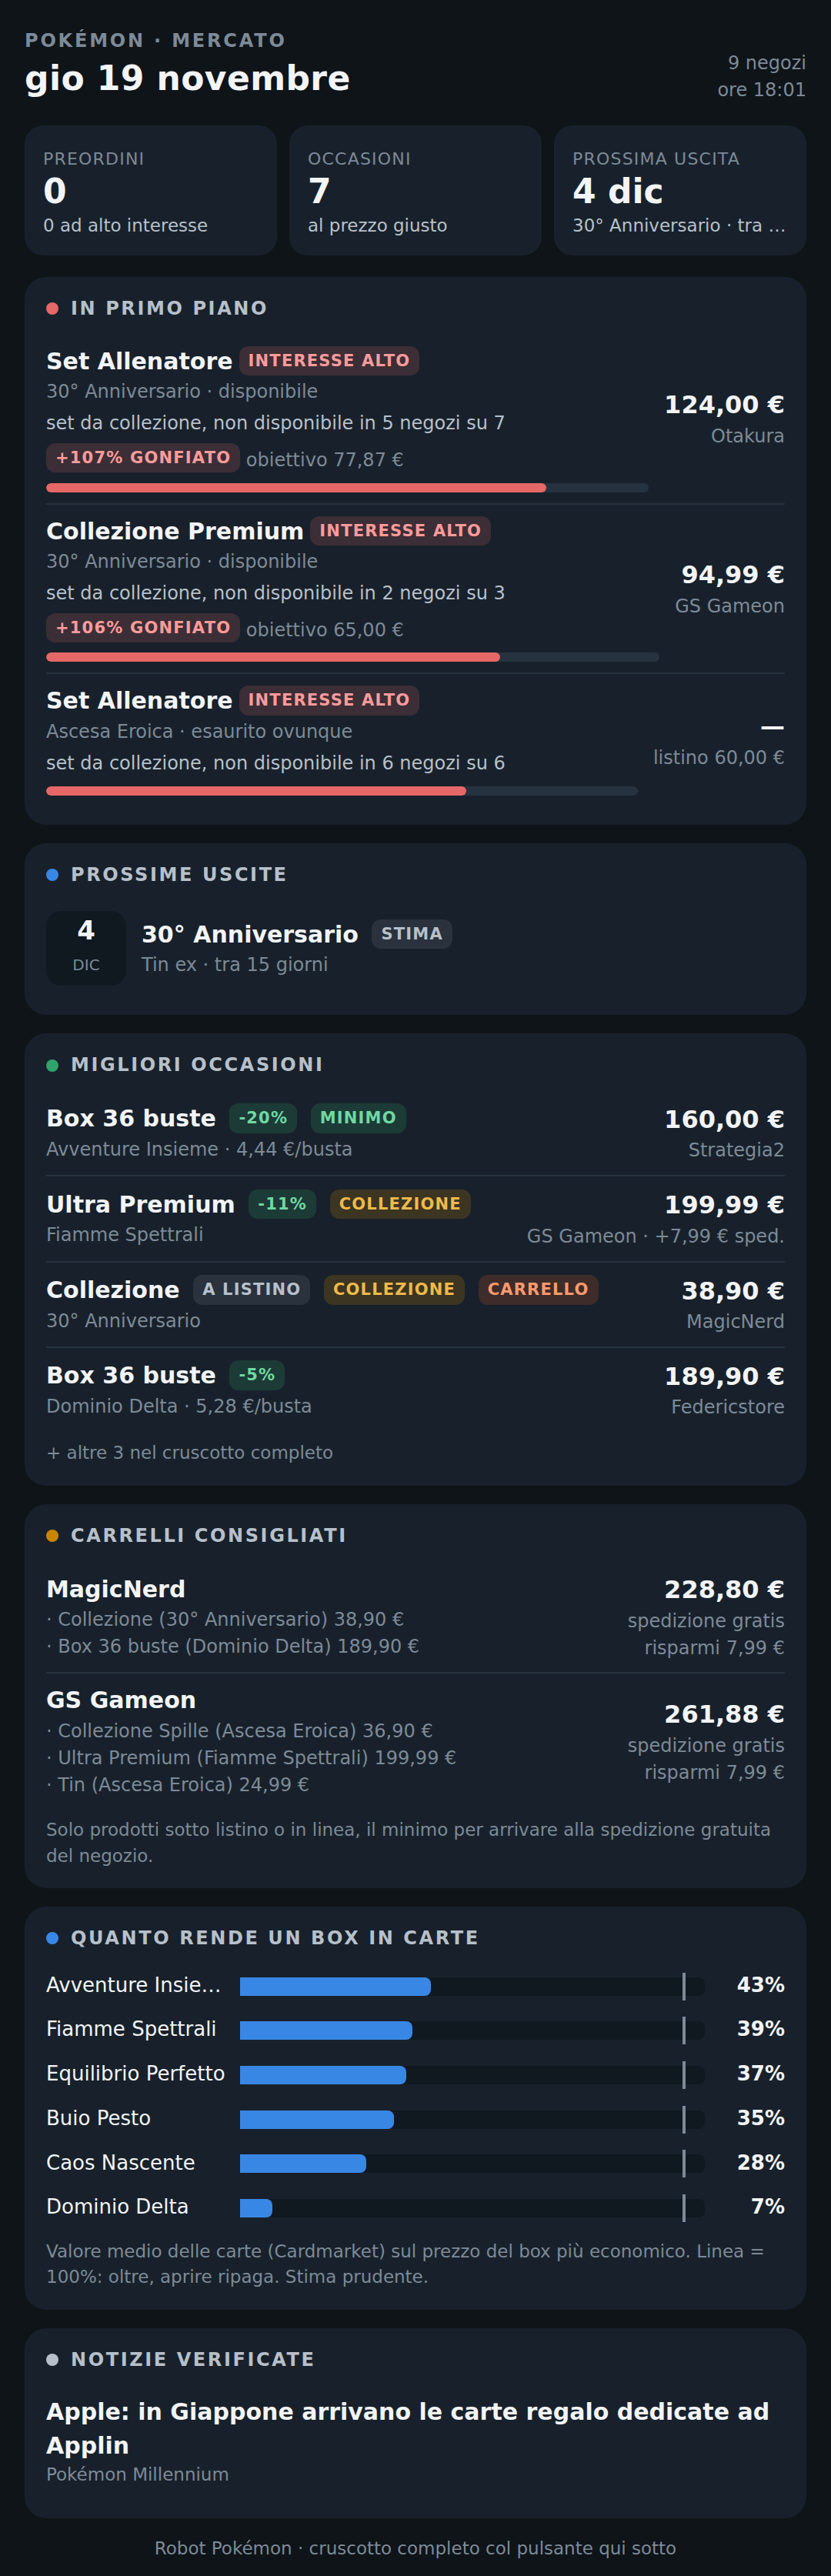 POKÉMON · MERCATO
gio 19 novembre
9 negozi
ore 18:01
PREORDINI
0
0 ad alto interesse
OCCASIONI
7
al prezzo giusto
PROSSIMA USCITA
4 dic
30° Anniversario · tra …
IN PRIMO PIANO
Set Allenatore INTERESSE ALTO
30° Anniversario · disponibile
set da collezione, non disponibile in 5 negozi su 7
+107% GONFIATO obiettivo 77,87 €
124,00 €
Otakura
Collezione Premium INTERESSE ALTO
30° Anniversario · disponibile
set da collezione, non disponibile in 2 negozi su 3
+106% GONFIATO obiettivo 65,00 €
94,99 €
GS Gameon
Set Allenatore INTERESSE ALTO
Ascesa Eroica · esaurito ovunque
set da collezione, non disponibile in 6 negozi su 6
—
listino 60,00 €
PROSSIME USCITE
4
DIC
30° Anniversario STIMA
Tin ex · tra 15 giorni
MIGLIORI OCCASIONI
Box 36 buste -20% MINIMO
Avventure Insieme · 4,44 €/busta
160,00 €
Strategia2
Ultra Premium -11% COLLEZIONE
Fiamme Spettrali
199,99 €
GS Gameon · +7,99 € sped.
Collezione A LISTINO COLLEZIONE CARRELLO
30° Anniversario
38,90 €
MagicNerd
Box 36 buste -5%
Dominio Delta · 5,28 €/busta
189,90 €
Federicstore
+ altre 3 nel cruscotto completo
CARRELLI CONSIGLIATI
MagicNerd
· Collezione (30° Anniversario) 38,90 €
· Box 36 buste (Dominio Delta) 189,90 €
228,80 €
spedizione gratis
risparmi 7,99 €
GS Gameon
· Collezione Spille (Ascesa Eroica) 36,90 €
· Ultra Premium (Fiamme Spettrali) 199,99 €
· Tin (Ascesa Eroica) 24,99 €
261,88 €
spedizione gratis
risparmi 7,99 €
Solo prodotti sotto listino o in linea, il minimo per arrivare alla spedizione gratuita
del negozio.
QUANTO RENDE UN BOX IN CARTE
Avventure Insie… 43%
Fiamme Spettrali 39%
Equilibrio Perfetto 37%
Buio Pesto 35%
Caos Nascente 28%
Dominio Delta 7%
Valore medio delle carte (Cardmarket) sul prezzo del box più economico. Linea =
100%: oltre, aprire ripaga. Stima prudente.
NOTIZIE VERIFICATE
Apple: in Giappone arrivano le carte regalo dedicate ad
Applin
Pokémon Millennium
Robot Pokémon · cruscotto completo col pulsante qui sotto